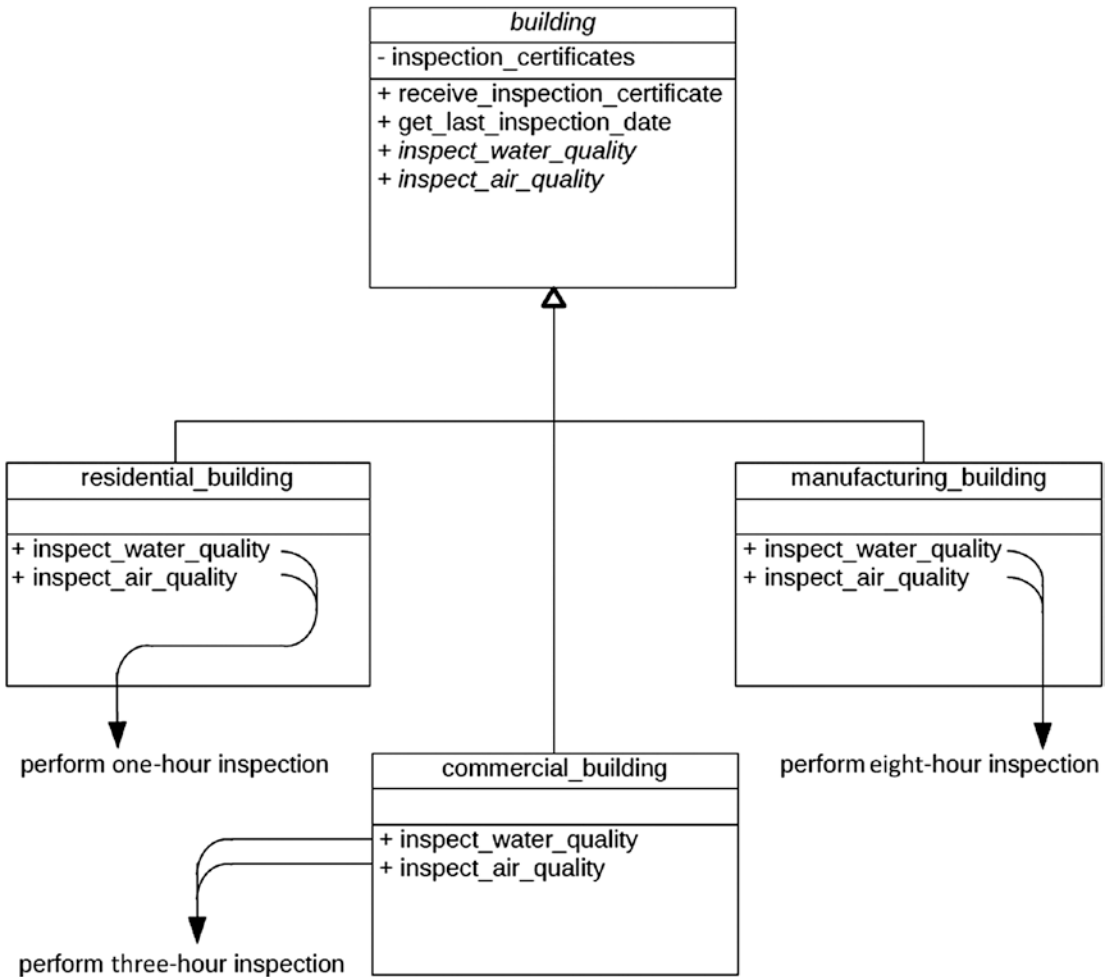 building
- inspection_certificates
+ receive_inspection_certificate
+ get_last_inspection_date
+ inspect_water_quality
+ inspect_air_quality
residential_building
+ inspect_water_quality
+ inspect_air_quality
perform one-hour inspection
manufacturing_building
+ inspect_water_quality
+ inspect_air_quality
perform eight-hour inspection
commercial_building
+ inspect_water_quality
+ inspect_air_quality
perform three-hour inspection